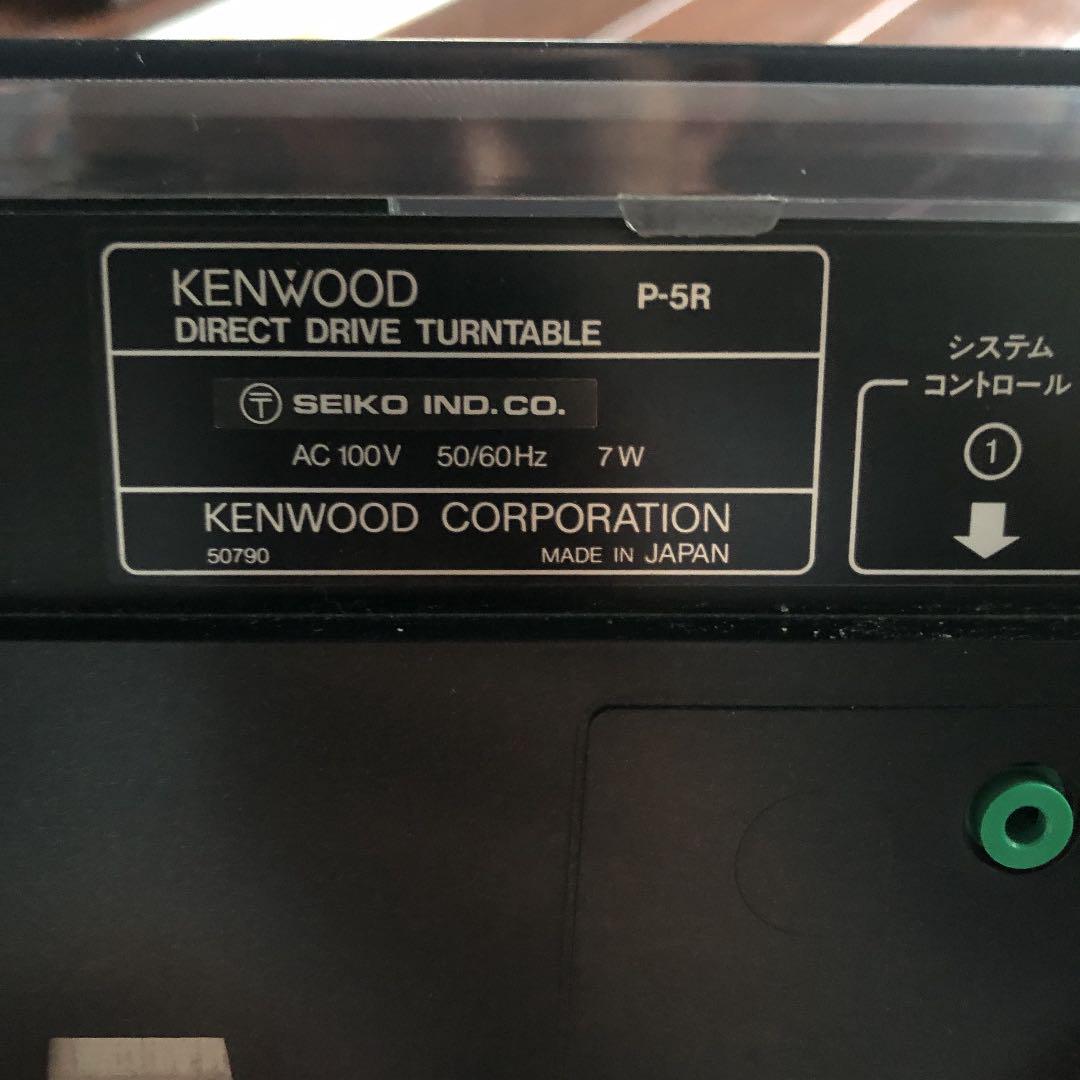 KENWOOD P-5R
DIRECT DRIVE TURNTABLE
〒 SEIKO IND. CO.
AC 100V 50/60Hz 7W
KENWOOD CORPORATION
50790 MADE IN JAPAN
システム
コントロール
1